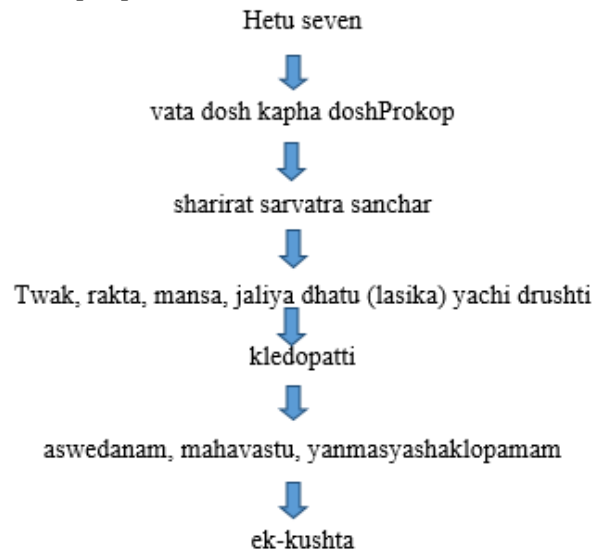 Hetu seven
vata dosh kapha doshProkop
sharirat sarvatra sanchar
Twak, rakta, mansa, jaliya dhatu (lasika) yachi drushti
kledopatti
aswedanam, mahavastu, yanmasyashaklopamam
ek-kushta